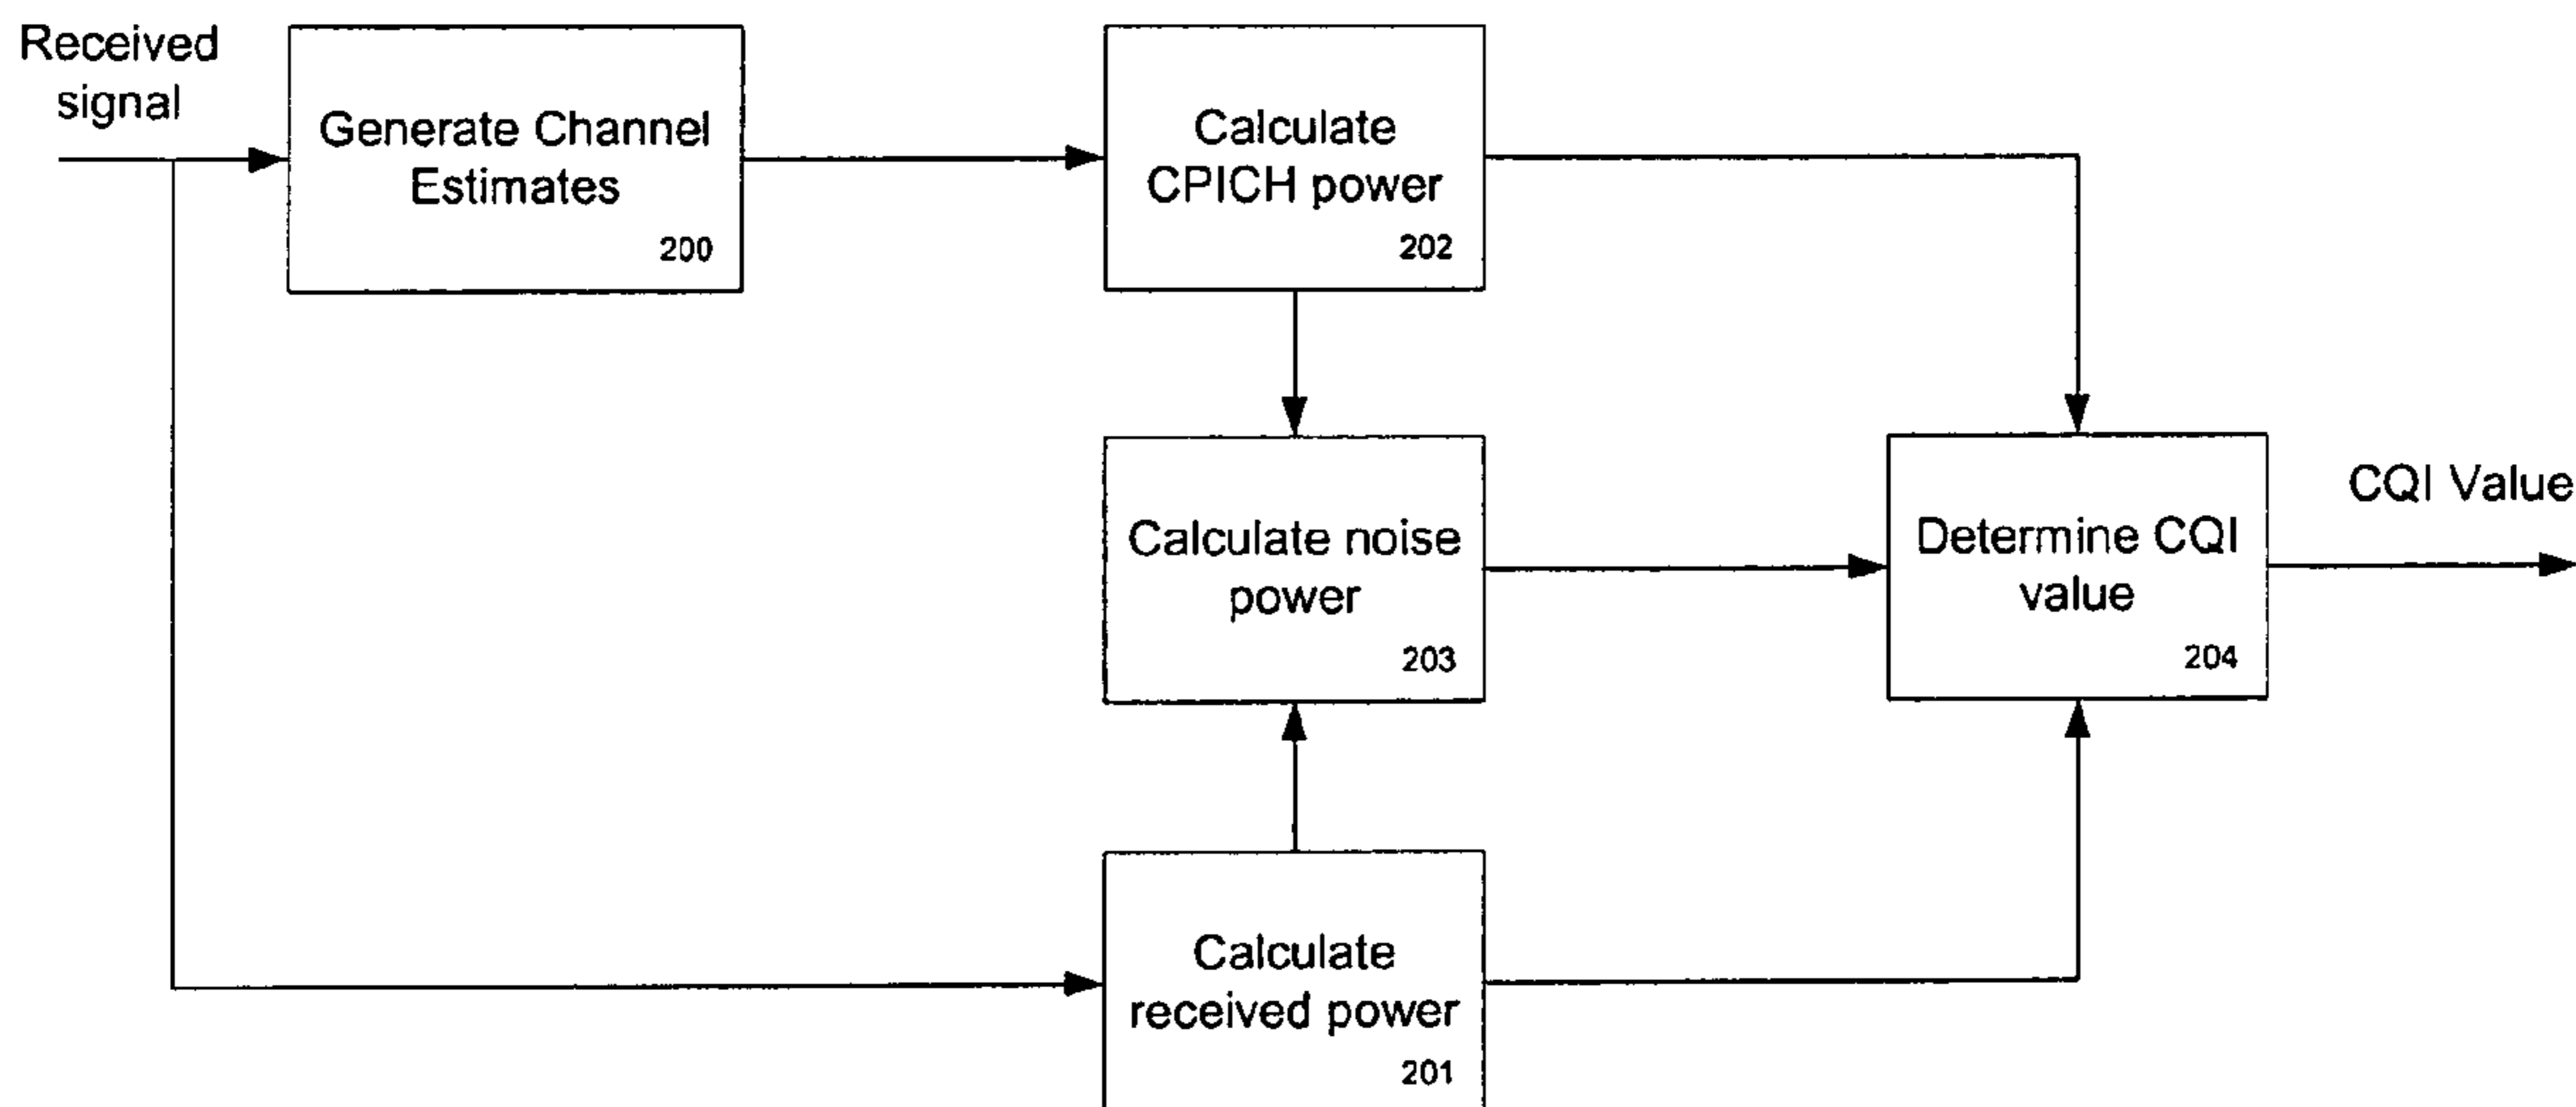 Received
signal
Generate Channel
Estimates
200
Calculate
CPICH power
202
Calculate noise
power
203
Determine CQI
value
204
CQI Value
Calculate
received power
201